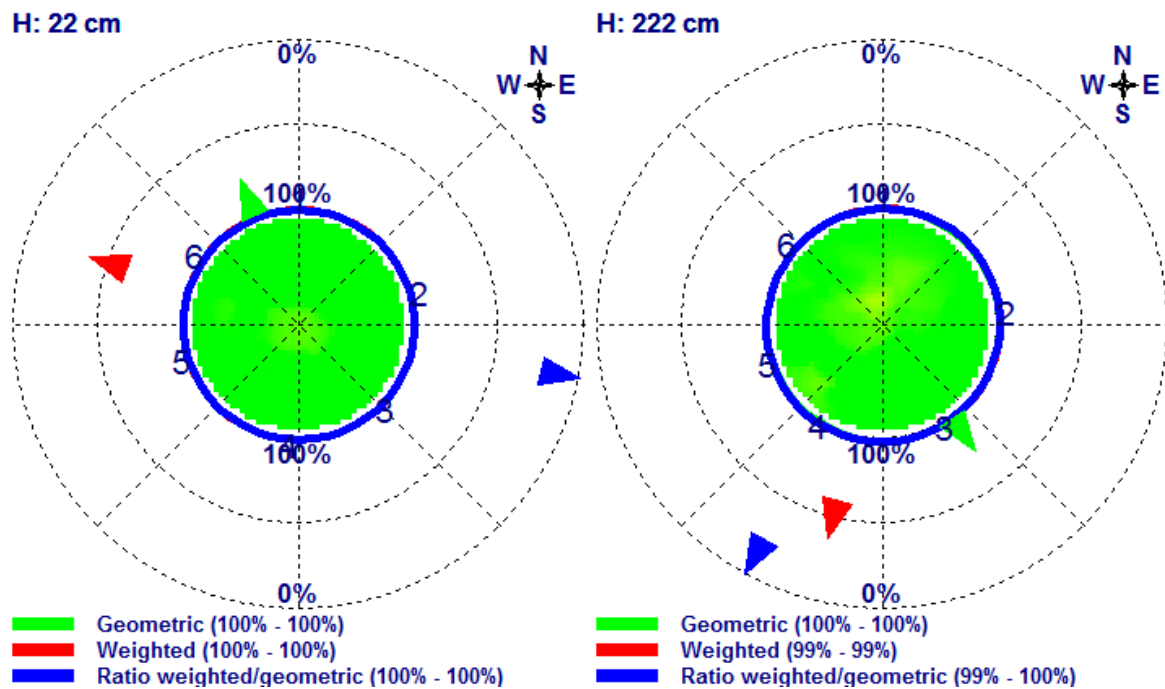 H: 22 cm
0%
N
W E
S
100%
6
2
5
3
4
100%
0%
Geometric (100% - 100%)
Weighted (100% - 100%)
Ratio weighted/geometric (100% - 100%)
H: 222 cm
0%
N
W E
S
100%
6
2
5
4
3
100%
0%
Geometric (100% - 100%)
Weighted (99% - 99%)
Ratio weighted/geometric (99% - 100%)